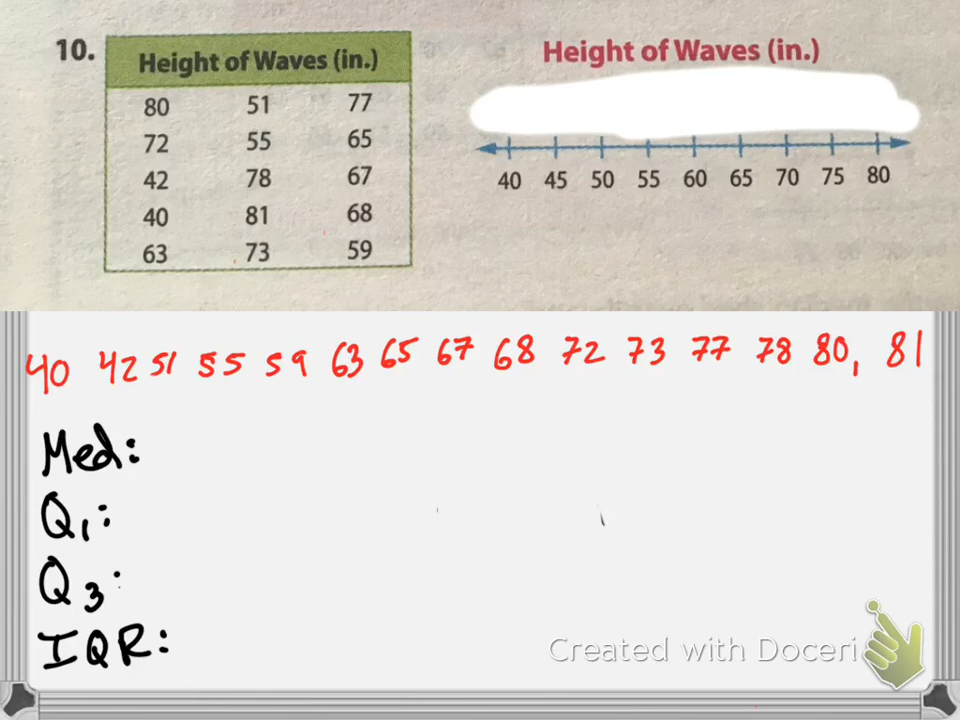 10.
Height of Waves (in.)
80 51 77
72 55 65
42 78 67
40 81 68
63 73 59
Height of Waves (in.)
40 45 50 55 60 65 70 75 80
40 42 51 55 59 63 65 67 68 72 73 77 78 80, 81
Med:
Q1:
Q3:
IQR:
Created with Doceri